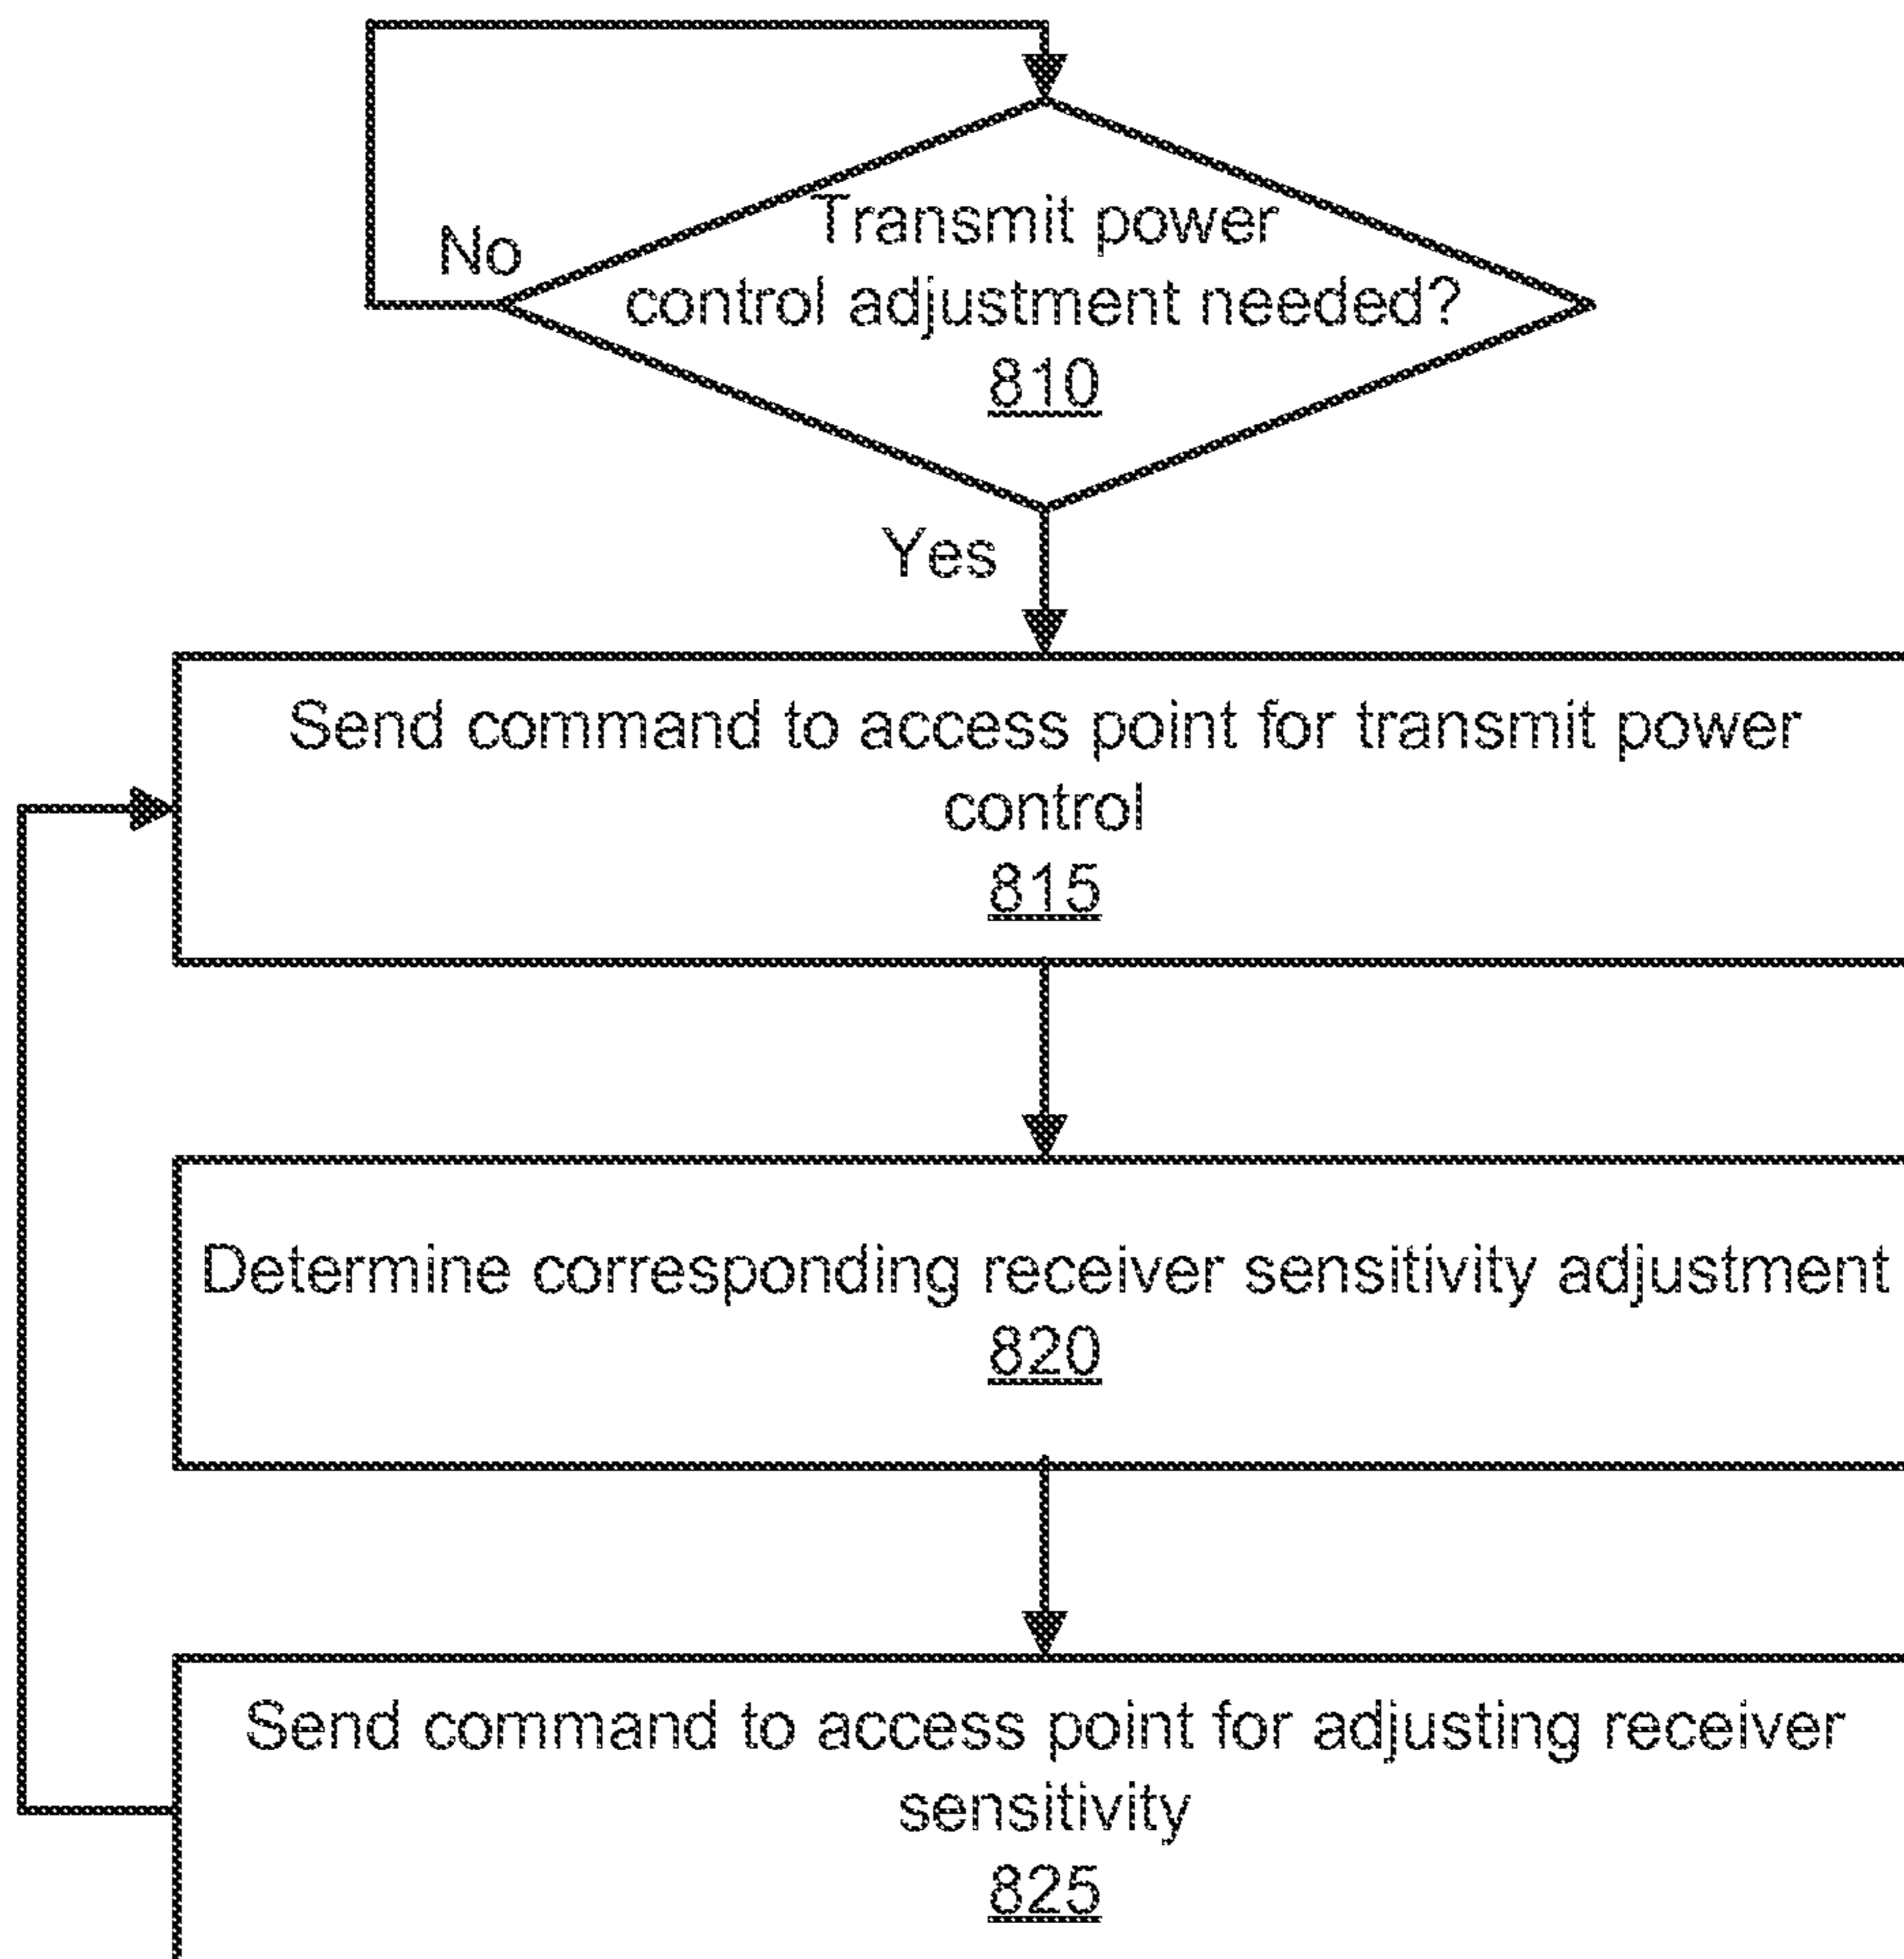 Transmit power
No
control adjustment needed?
810
Yes
Send command to access point for transmit power
control
815
Determine corresponding receiver sensitivity adjustment
820
Send command to access point for adjusting receiver
sensitivity
825